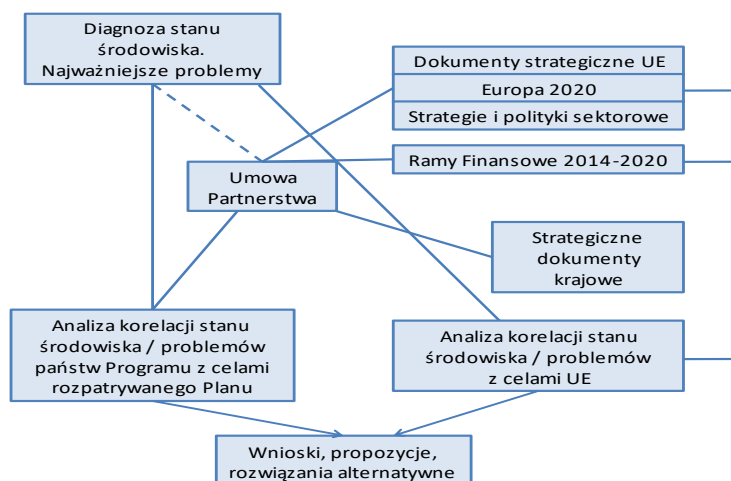 Diagnoza stanu
środowiska.
Najważniejsze problemy
Dokumenty strategiczne UE
Europa 2020
Strategie i polityki sektorowe
Ramy Finansowe 2014-2020
Umowa
Partnerstwa
Strategiczne
dokumenty
krajowe
Analiza korelacji stanu
środowiska / problemów
państw Programu z celami
rozpatrywanego Planu
Analiza korelacji stanu
środowiska / problemów
z celami UE
Wnioski, propozycje,
rozwiązania alternatywne